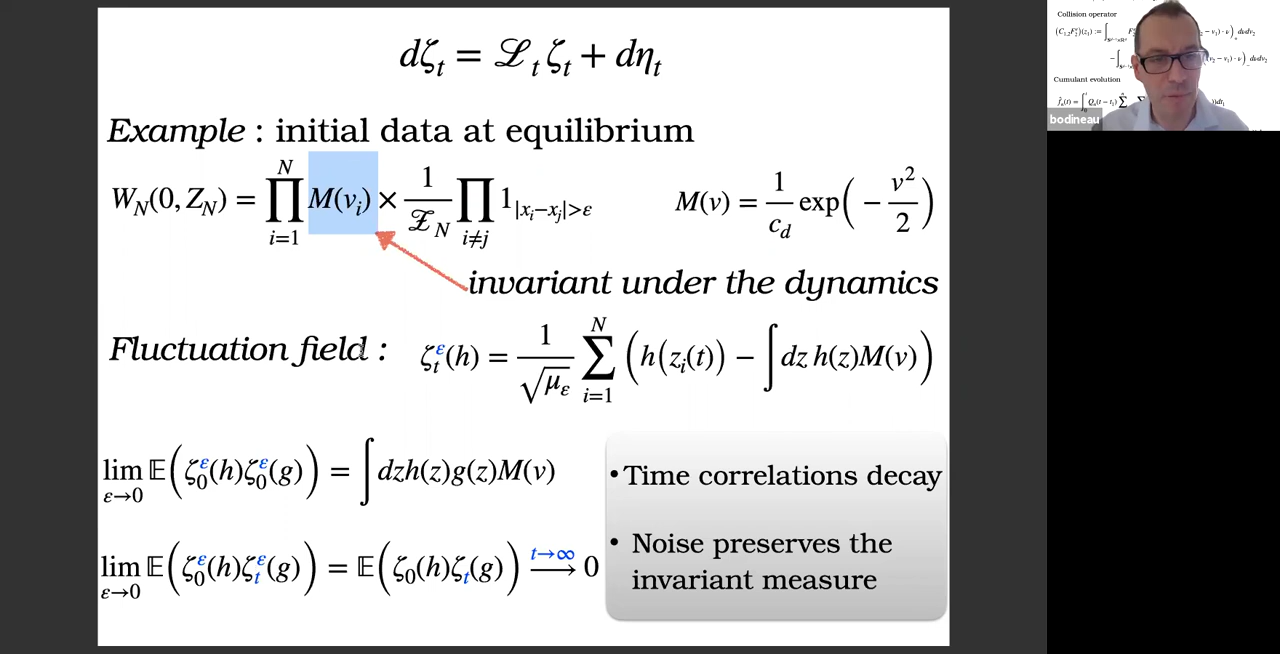 dζ_t = ℒ_t ζ_t + dη_t
Example : initial data at equilibrium
W_N(0, Z_N) = ∏_{i=1}^{N} M(v_i) × 1/𝒵_N ∏_{i≠j} 1_{|x_i−x_j|>ε}
M(v) = 1/c_d exp(− v²/2)
invariant under the dynamics
Fluctuation field :
ζ_t^ε(h) = 1/√μ_ε ∑_{i=1}^{N} (h(z_i(t)) − ∫dz h(z)M(v))
lim_{ε→0} 𝔼(ζ_0^ε(h)ζ_0^ε(g)) = ∫dzh(z)g(z)M(v)
lim_{ε→0} 𝔼(ζ_0^ε(h)ζ_t^ε(g)) = 𝔼(ζ_0(h)ζ_t(g)) ⟶^{t→∞} 0
• Time correlations decay
• Noise preserves the
invariant measure
Collision operator
Cumulant evolution
bodineau